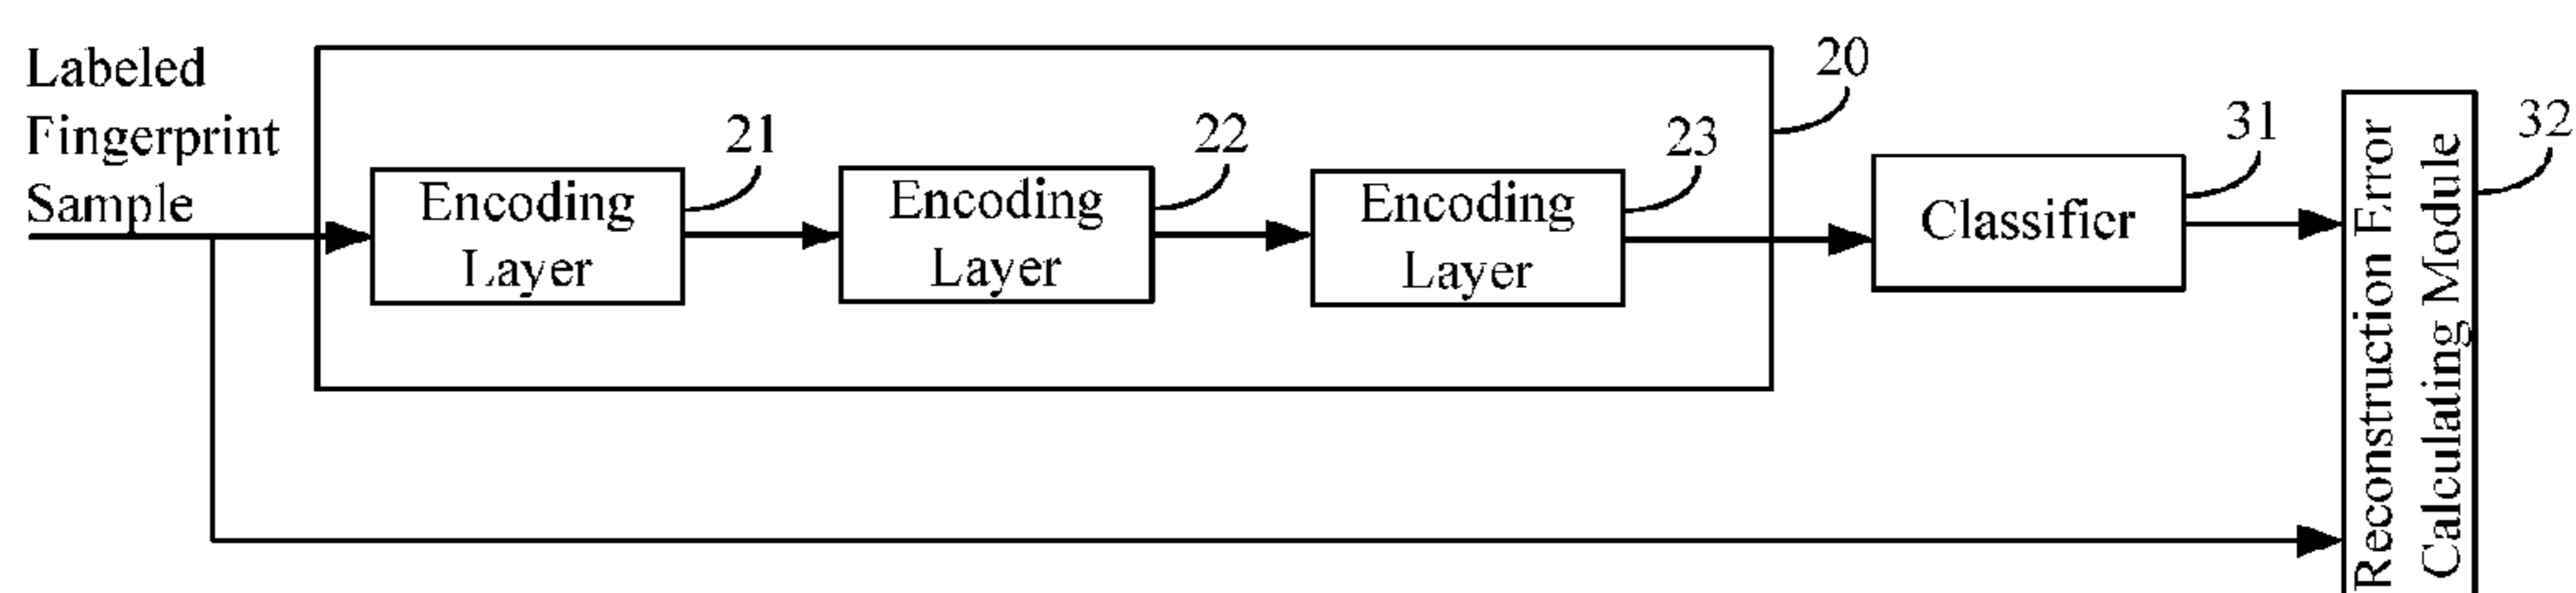 Labeled
Fingerprint
Sample
20
21
22
23
31
32
Encoding
Layer
Encoding
Layer
Encoding
Layer
Classifier
Reconstruction Error
Calculating Module